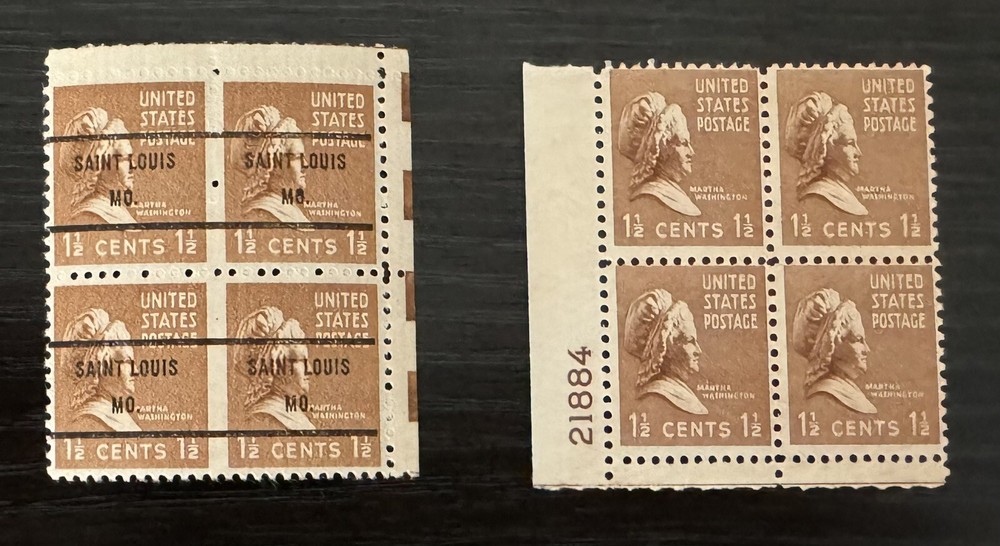 UNITED
STATES
POSTAGE
SAINT LOUIS
MO.
MARTHA
WASHINGTON
1½ CENTS 1½
UNITED
STATES
POSTAGE
SAINT LOUIS
MO.
MARTHA
WASHINGTON
1½ CENTS 1½
UNITED
STATES
POSTAGE
SAINT LOUIS
MO.
MARTHA
WASHINGTON
1½ CENTS 1½
UNITED
STATES
POSTAGE
SAINT LOUIS
MO.
MARTHA
WASHINGTON
1½ CENTS 1½
UNITED
STATES
POSTAGE
MARTHA
WASHINGTON
1½ CENTS 1½
UNITED
STATES
POSTAGE
MARTHA
WASHINGTON
1½ CENTS 1½
UNITED
STATES
POSTAGE
MARTHA
WASHINGTON
1½ CENTS 1½
UNITED
STATES
POSTAGE
MARTHA
WASHINGTON
1½ CENTS 1½
21884